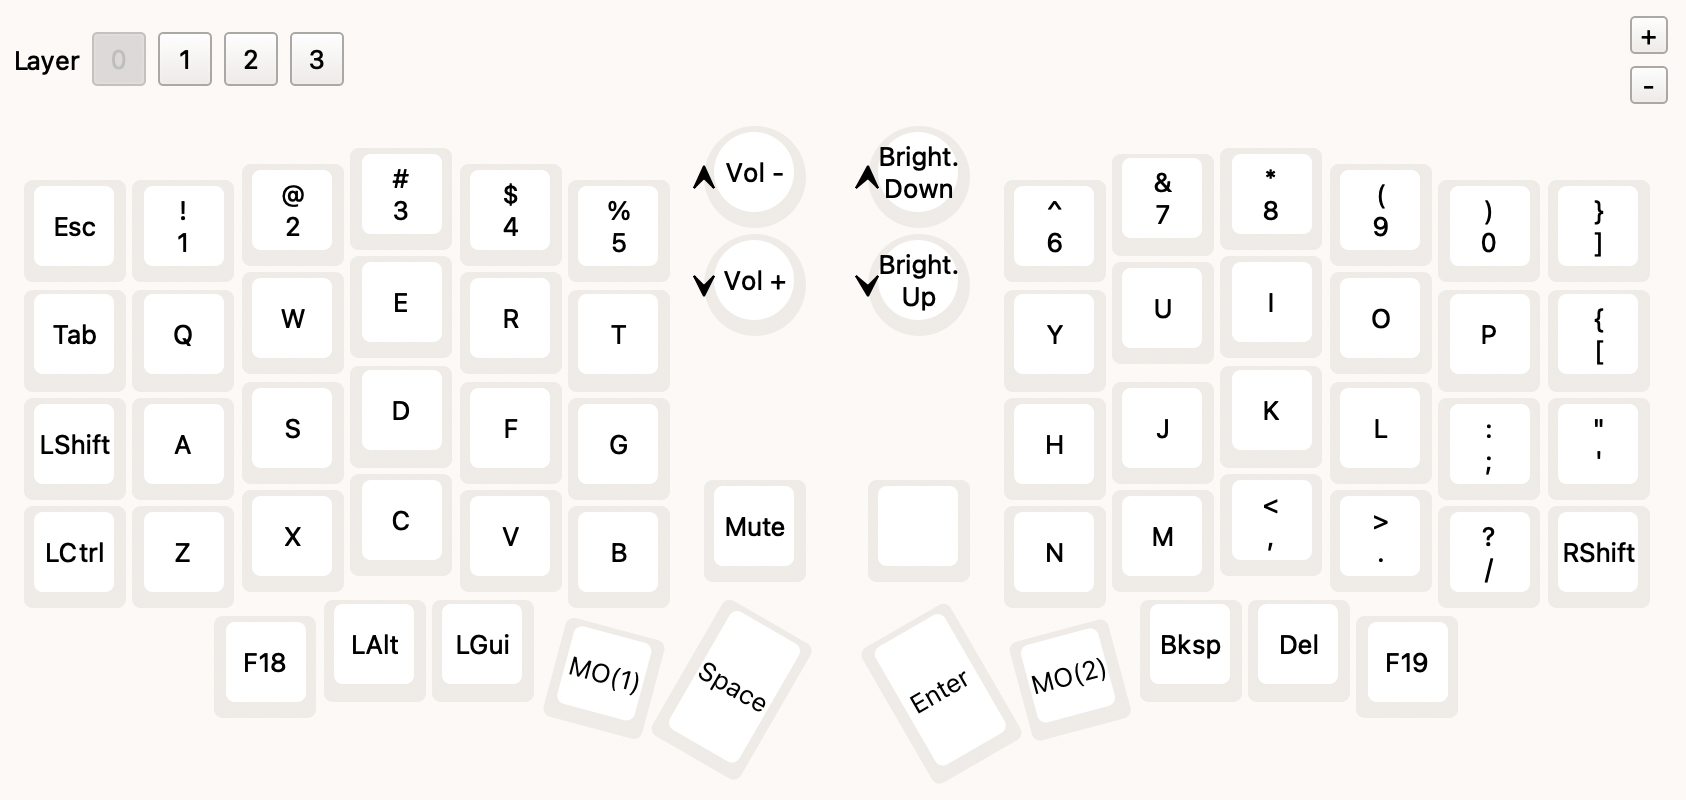 Layer 0 1 2 3
+
-
Esc
!
1
@
2
#
3
$
4
%
5
Vol -
Bright.
Down
^
6
&
7
*
8
(
9
)
0
}
]
Tab
Q
W
E
R
T
Vol +
Bright.
Up
Y
U
I
O
P
{
[
LShift
A
S
D
F
G
H
J
K
L
:
;
"
'
LCtrl
Z
X
C
V
B
Mute
N
M
<
,
>
.
?
/
RShift
F18
LAlt
LGui
MO(1)
Space
Enter
MO(2)
Bksp
Del
F19